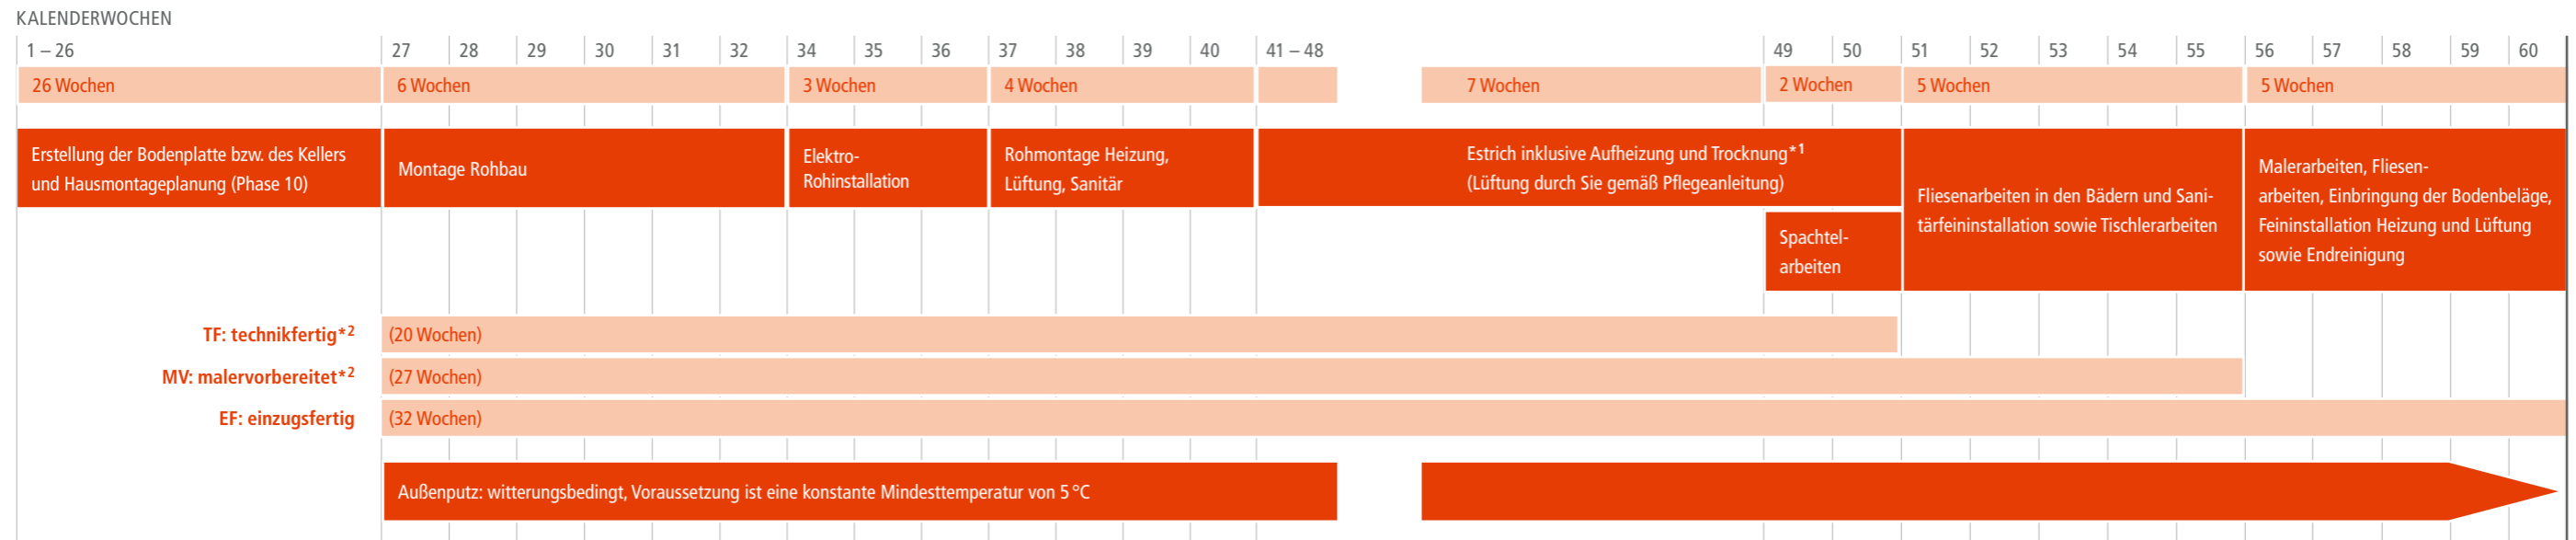 KALENDERWOCHEN
1 – 26 27 28 29 30 31 32 34 35 36 37 38 39 40 41 – 48 49 50 51 52 53 54 55 56 57 58 59 60
26 Wochen 6 Wochen 3 Wochen 4 Wochen 7 Wochen 2 Wochen 5 Wochen 5 Wochen
Erstellung der Bodenplatte bzw. des Kellers
und Hausmontageplanung (Phase 10)
Montage Rohbau
Elektro-
Rohinstallation
Rohmontage Heizung,
Lüftung, Sanitär
Estrich inklusive Aufheizung und Trocknung*1
(Lüftung durch Sie gemäß Pflegeanleitung)
Spachtel-
arbeiten
Fliesenarbeiten in den Bädern und Sani-
tärfeininstallation sowie Tischlerarbeiten
Malerarbeiten, Fliesen-
arbeiten, Einbringung der Bodenbeläge,
Feininstallation Heizung und Lüftung
sowie Endreinigung
TF: technikfertig*2 (20 Wochen)
MV: malervorbereitet*2 (27 Wochen)
EF: einzugsfertig (32 Wochen)
Außenputz: witterungsbedingt, Voraussetzung ist eine konstante Mindesttemperatur von 5 °C